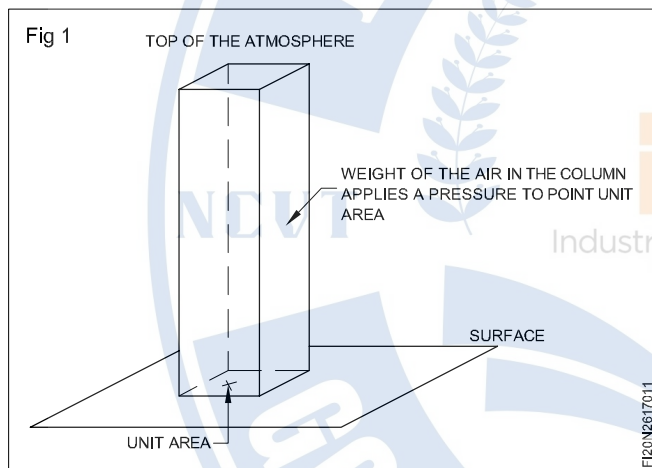 Fig 1
TOP OF THE ATMOSPHERE
WEIGHT OF THE AIR IN THE COLUMN
APPLIES A PRESSURE TO POINT UNIT
AREA
NCVT
Industr
SURFACE
UNIT AREA
FI20N2617011